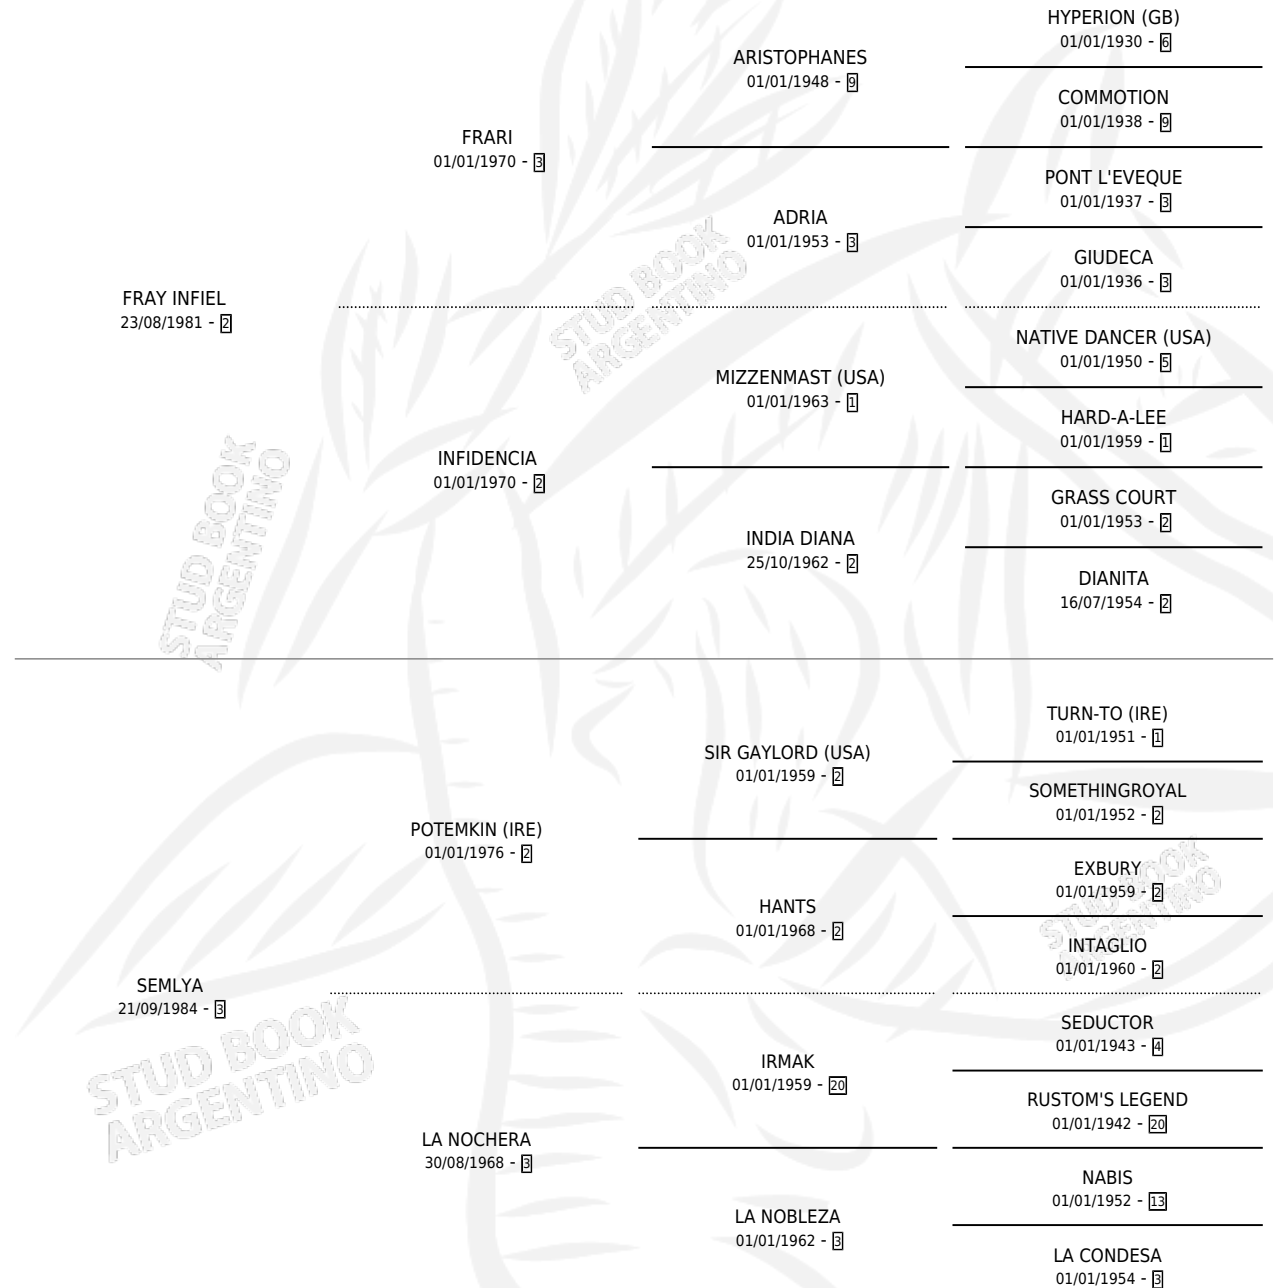 HYPERION (GB)
01/01/1930 - 6
ARISTOPHANES
01/01/1948 - 9
COMMOTION
01/01/1938 - 9
FRARI
01/01/1970 - 3
PONT L'EVEQUE
01/01/1937 - 3
ADRIA
01/01/1953 - 3
GIUDECA
01/01/1936 - 3
FRAY INFIEL
23/08/1981 - 2
NATIVE DANCER (USA)
01/01/1950 - 5
MIZZENMAST (USA)
01/01/1963 - 1
HARD-A-LEE
01/01/1959 - 1
INFIDENCIA
01/01/1970 - 2
GRASS COURT
01/01/1953 - 2
INDIA DIANA
25/10/1962 - 2
DIANITA
16/07/1954 - 2
TURN-TO (IRE)
01/01/1951 - 1
SIR GAYLORD (USA)
01/01/1959 - 2
SOMETHINGROYAL
01/01/1952 - 2
POTEMKIN (IRE)
01/01/1976 - 2
EXBURY
01/01/1959 - 2
HANTS
01/01/1968 - 2
INTAGLIO
01/01/1960 - 2
SEMLYA
21/09/1984 - 3
SEDUCTOR
01/01/1943 - 4
IRMAK
01/01/1959 - 20
RUSTOM'S LEGEND
01/01/1942 - 20
LA NOCHERA
30/08/1968 - 3
NABIS
01/01/1952 - 13
LA NOBLEZA
01/01/1962 - 3
LA CONDESA
01/01/1954 - 3
STUD BOOK
ARGENTINO
STUD BOOK
ARGENTINO
STUD BOOK
ARGENTINO
STUD BOOK
ARGENTINO